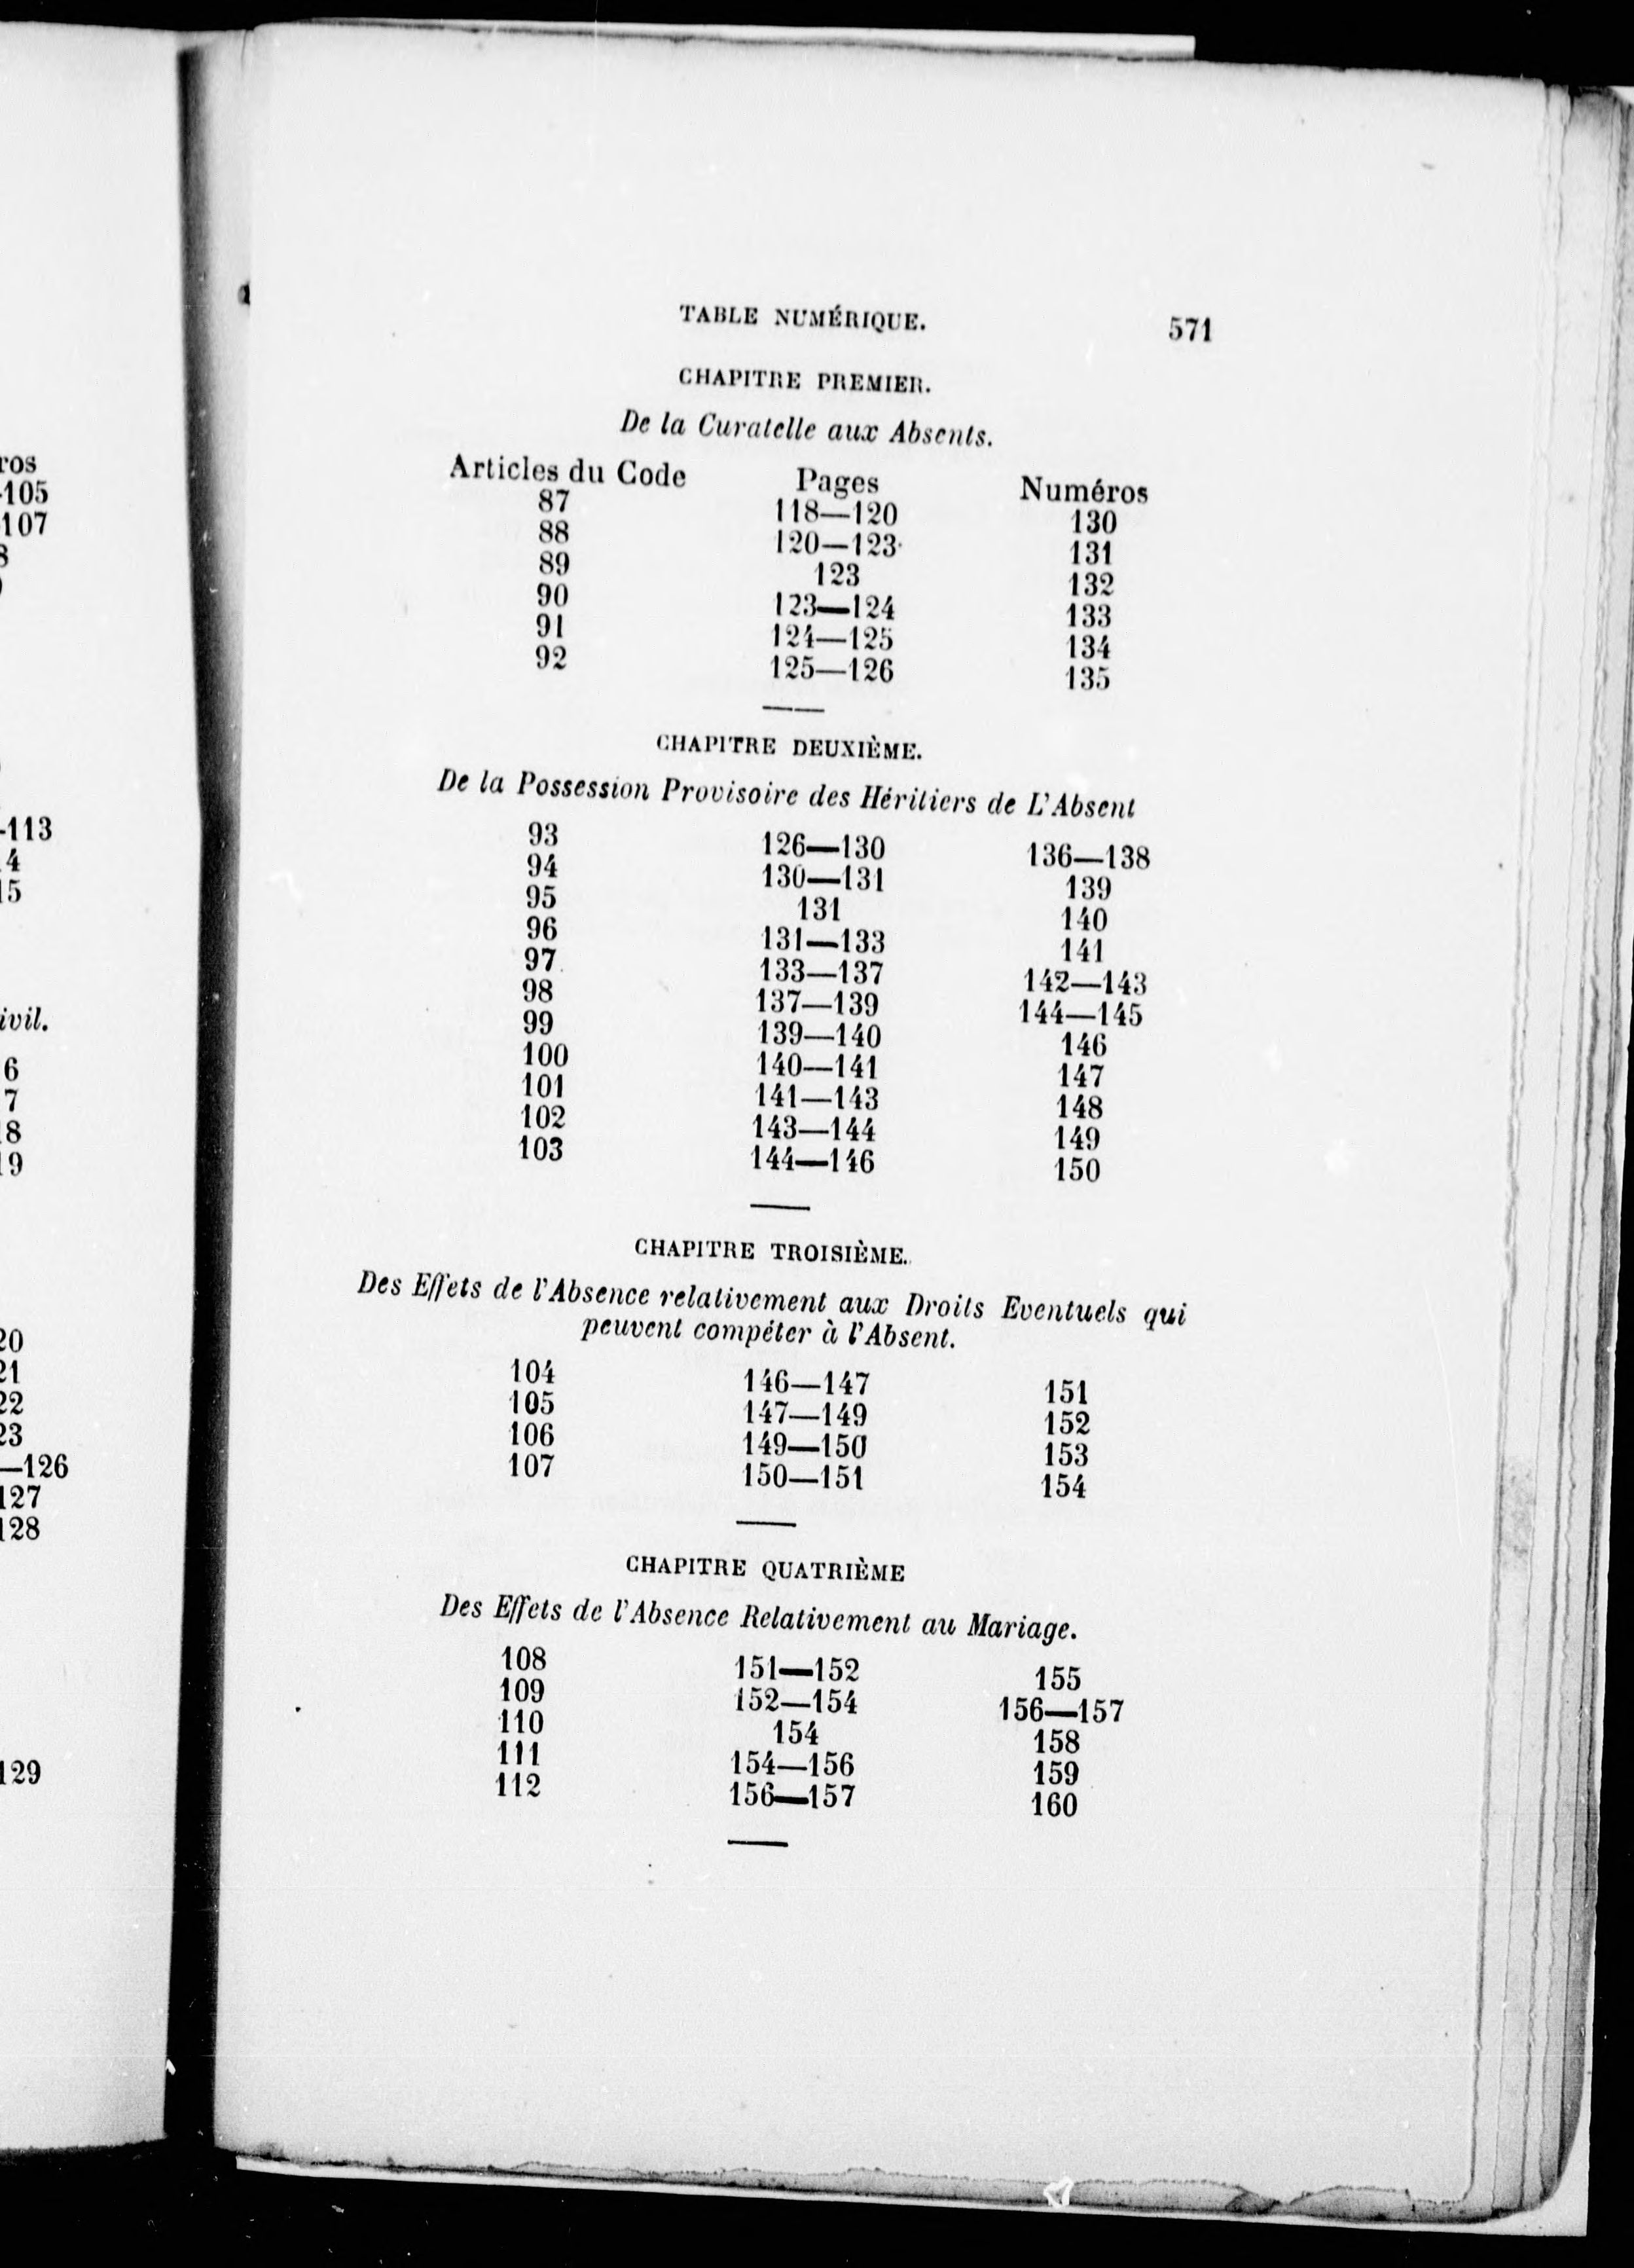 TABLE NUMÉRIQUE. 571
CHAPITRE PREMIER.
De la Curatelle aux Absents.
Articles du Code Pages Numéros
87 118—120 130
88 120—123 131
89 123 132
90 123—124 133
91 124—125 134
92 125—126 135
CHAPITRE DEUXIÈME.
De la Possession Provisoire des Héritiers de L'Absent
93 126—130 136—138
94 130—131 139
95 131 140
96 131—133 141
97 133—137 142—143
98 137—139 144—145
99 139—140 146
100 140—141 147
101 141—143 148
102 143—144 149
103 144—146 150
CHAPITRE TROISIÈME.
Des Effets de l'Absence relativement aux Droits Eventuels qui
peuvent compéter à l'Absent.
104 146—147 151
105 147—149 152
106 149—150 153
107 150—151 154
CHAPITRE QUATRIÈME
Des Effets de l'Absence Relativement au Mariage.
108 151—152 155
109 152—154 156—157
110 154 158
111 154—156 159
112 156—157 160